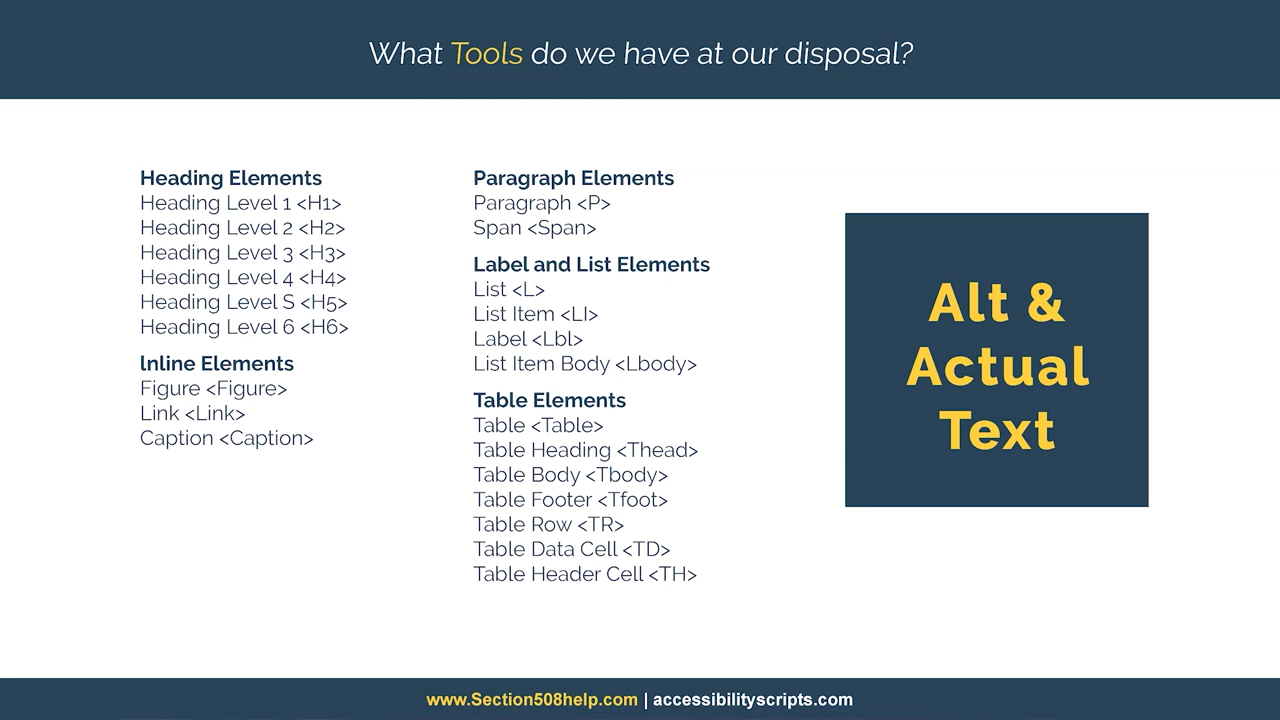 What Tools do we have at our disposal?
Heading Elements
Heading Level 1 <H1>
Heading Level 2 <H2>
Heading Level 3 <H3>
Heading Level 4 <H4>
Heading Level S <H5>
Heading Level 6 <H6>
lnline Elements
Figure <Figure>
Link <Link>
Caption <Caption>
Paragraph Elements
Paragraph <P>
Span <Span>
Label and List Elements
List <L>
List Item <LI>
Label <Lbl>
List Item Body <Lbody>
Table Elements
Table <Table>
Table Heading <Thead>
Table Body <Tbody>
Table Footer <Tfoot>
Table Row <TR>
Table Data Cell <TD>
Table Header Cell <TH>
Alt &
Actual
Text
www.Section508help.com | accessibilityscripts.com